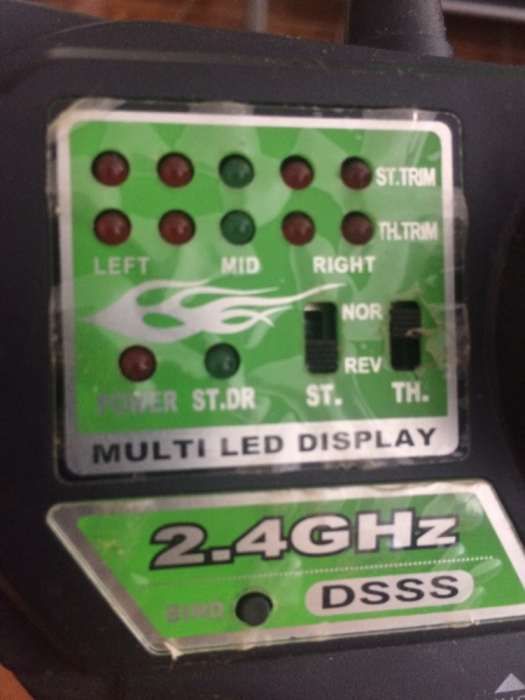 ST.TRIM
TH.TRIM
LEFT MID RIGHT
NOR
REV
POWER ST.DR ST. TH.
MULTI LED DISPLAY
2.4GHz
DSSS